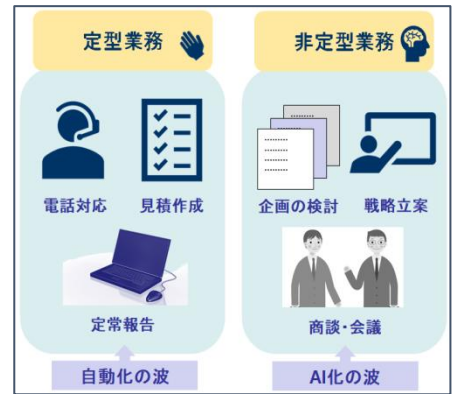 定型業務
非定型業務
電話対応
見積作成
定常報告
企画の検討
戦略立案
商談・会議
自動化の波
AI化の波